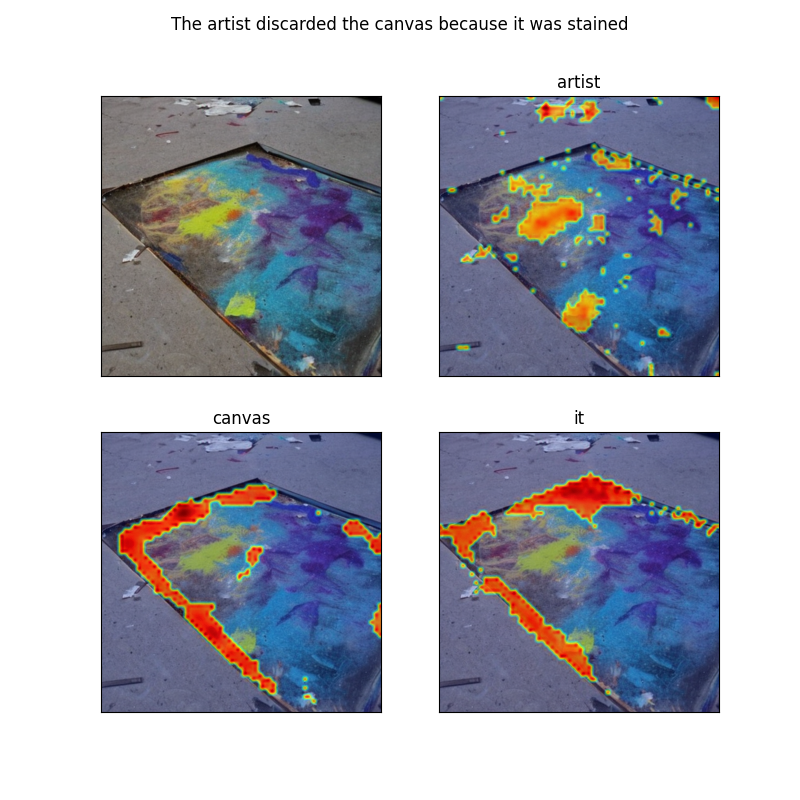 The artist discarded the canvas because it was stained
artist
canvas
it